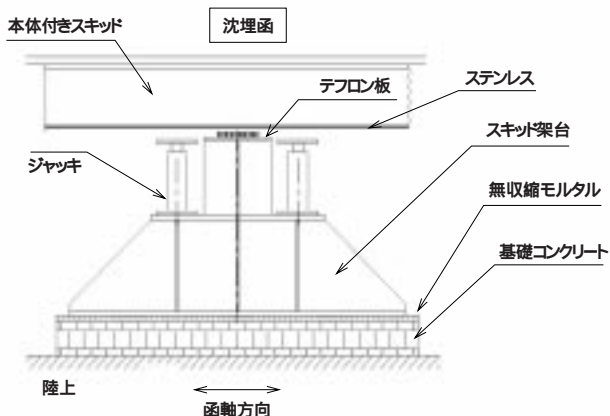 本体付きスキッド
沈埋函
テフロン板
ステンレス
スキッド架台
ジャッキ
無収縮モルタル
基礎コンクリート
陸上
函軸方向